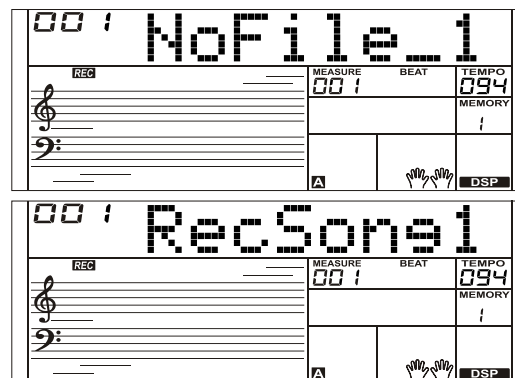 001 NoFile_1
REC MEASURE BEAT TEMPO
001 094
MEMORY
1
A DSP
001 RecSong1
REC MEASURE BEAT TEMPO
001 094
MEMORY
1
A DSP